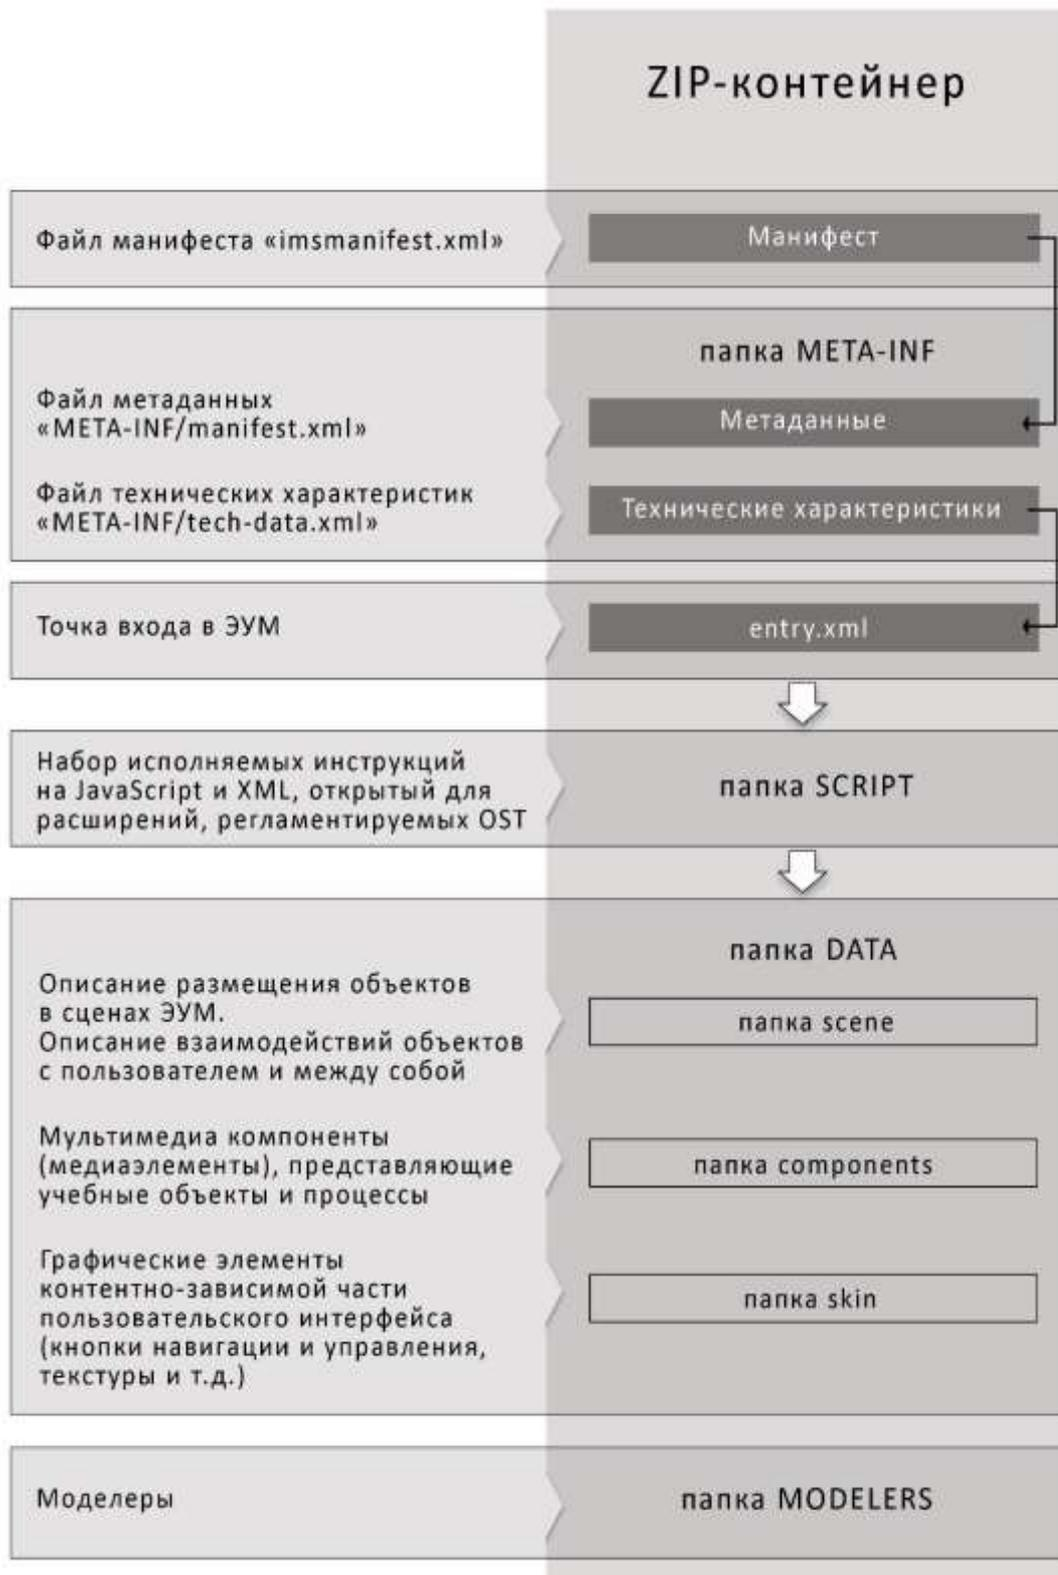 ZIP-контейнер
Файл манифеста «imsmanifest.xml»
Манифест
папка META-INF
Файл метаданных
«META-INF/manifest.xml»
Метаданные
Файл технических характеристик
«META-INF/tech-data.xml»
Технические характеристики
Точка входа в ЭУМ
entry.xml
Набор исполняемых инструкций
на JavaScript и XML, открытый для
расширений, регламентируемых OST
папка SCRIPT
папка DATA
Описание размещения объектов
в сценах ЭУМ.
Описание взаимодействий объектов
с пользователем и между собой
папка scene
Мультимедиа компоненты
(медиаэлементы), представляющие
учебные объекты и процессы
папка components
Графические элементы
контентно-зависимой части
пользовательского интерфейса
(кнопки навигации и управления,
текстуры и т.д.)
папка skin
Моделеры
папка MODELERS